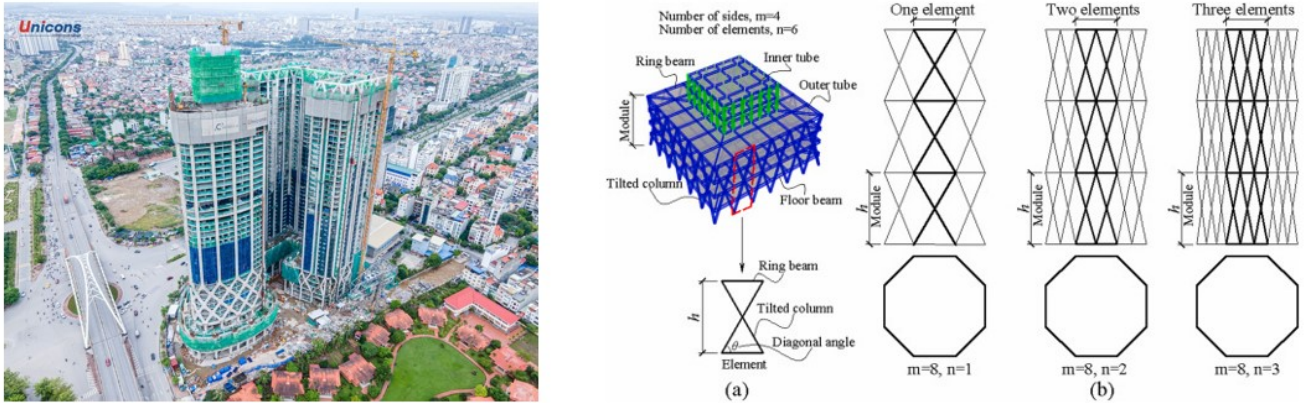 Unicons
Number of sides, m=4
Number of elements, n=6
Ring beam
Inner tube
Outer tube
Module
Tilted column
Floor beam
Ring beam
h
Tilted column
θ
Diagonal angle
Element
(a)
One element
Two elements
Three elements
h
Module
h
Module
h
Module
m=8, n=1
m=8, n=2
m=8, n=3
(b)